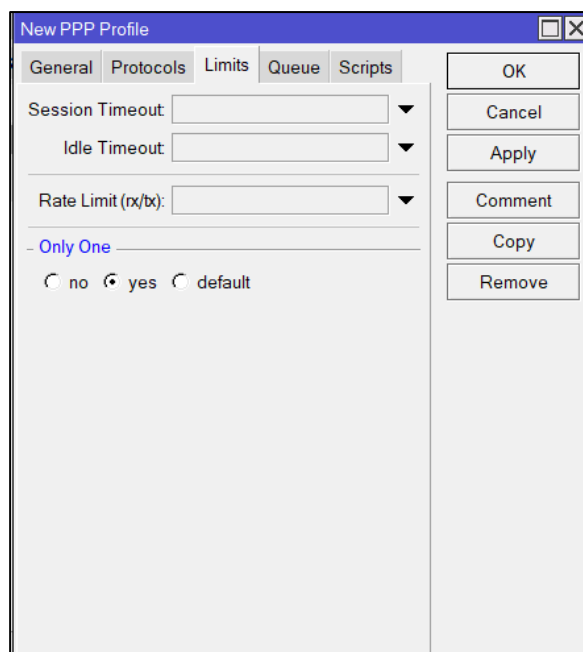 New PPP Profile
General Protocols Limits Queue Scripts
Session Timeout:
Idle Timeout:
Rate Limit (rx/tx):
Only One
no yes default
OK
Cancel
Apply
Comment
Copy
Remove